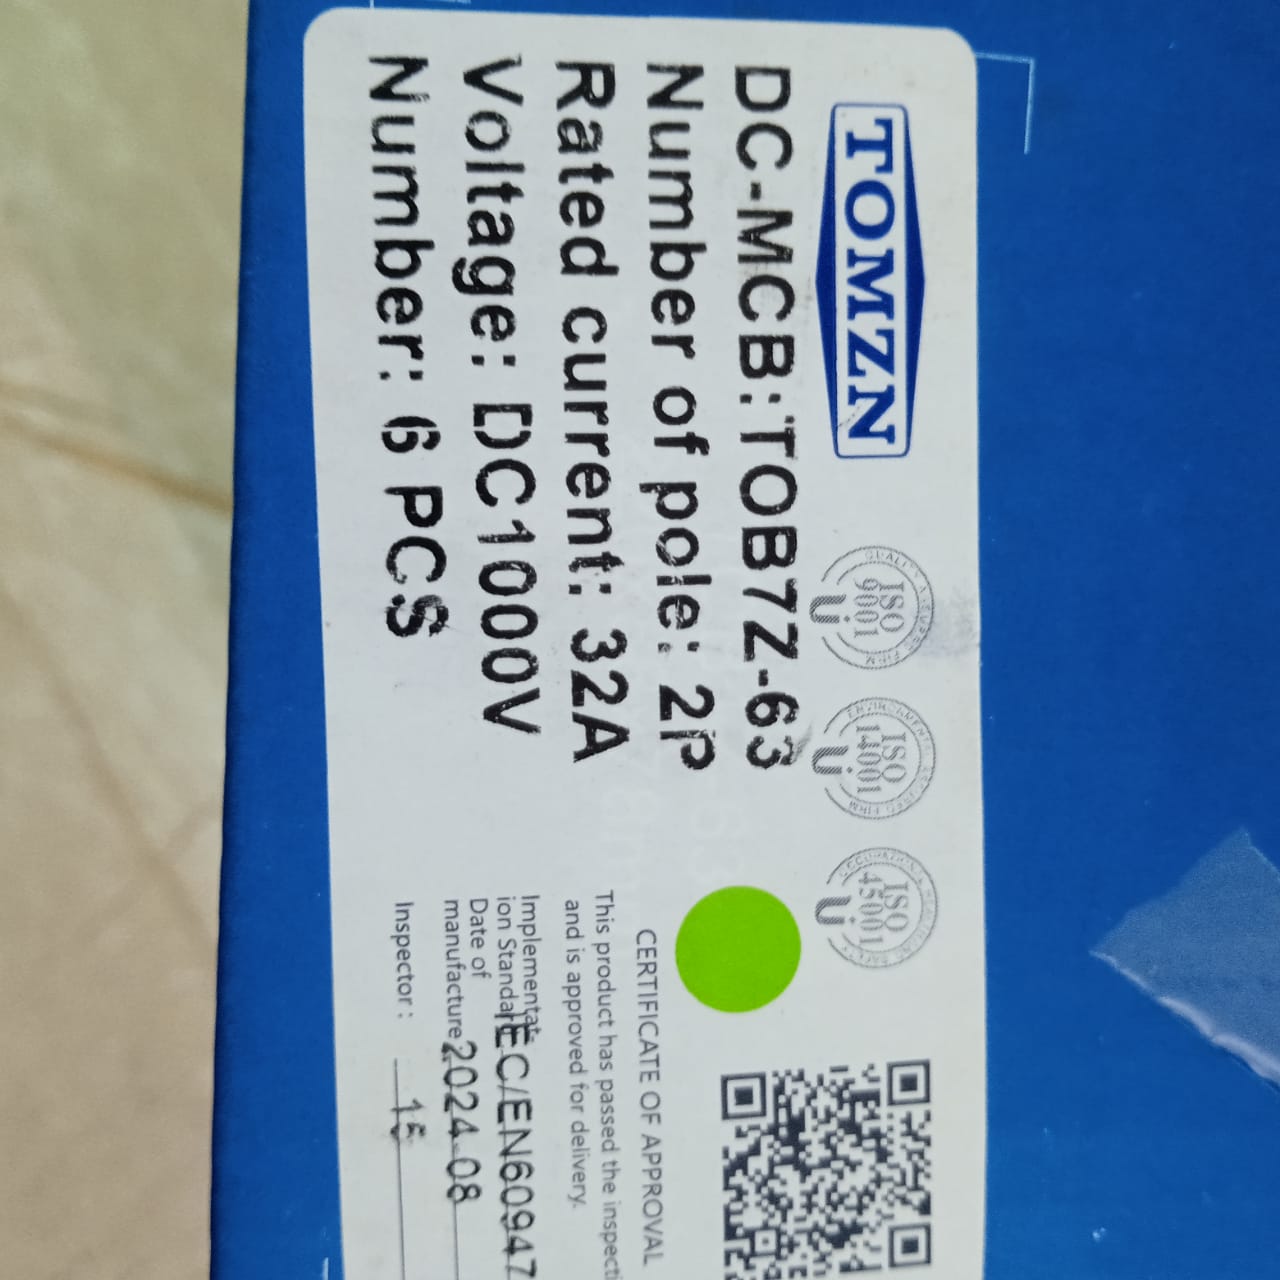 TOMZN
ISO 9001
ISO 14001
ISO 45001
DC-MCB:TOB7Z-63
Number of pole: 2P
Rated current: 32A
Voltage: DC1000V
Number: 6 PCS
CERTIFICATE OF APPROVAL
This product has passed the
and is approved for delivery.
Implementat-
ion Standard IEC/EN60947
Date of
manufacture 2024-08
Inspector : 15